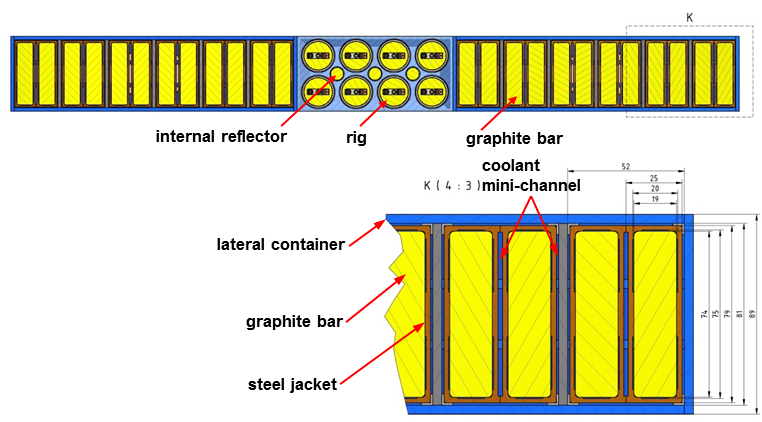 K
internal reflector
rig
graphite bar
K ( 4 : 3 )
coolant
mini-channel
52
25
20
19
lateral container
graphite bar
steel jacket
74
75
79
81
89